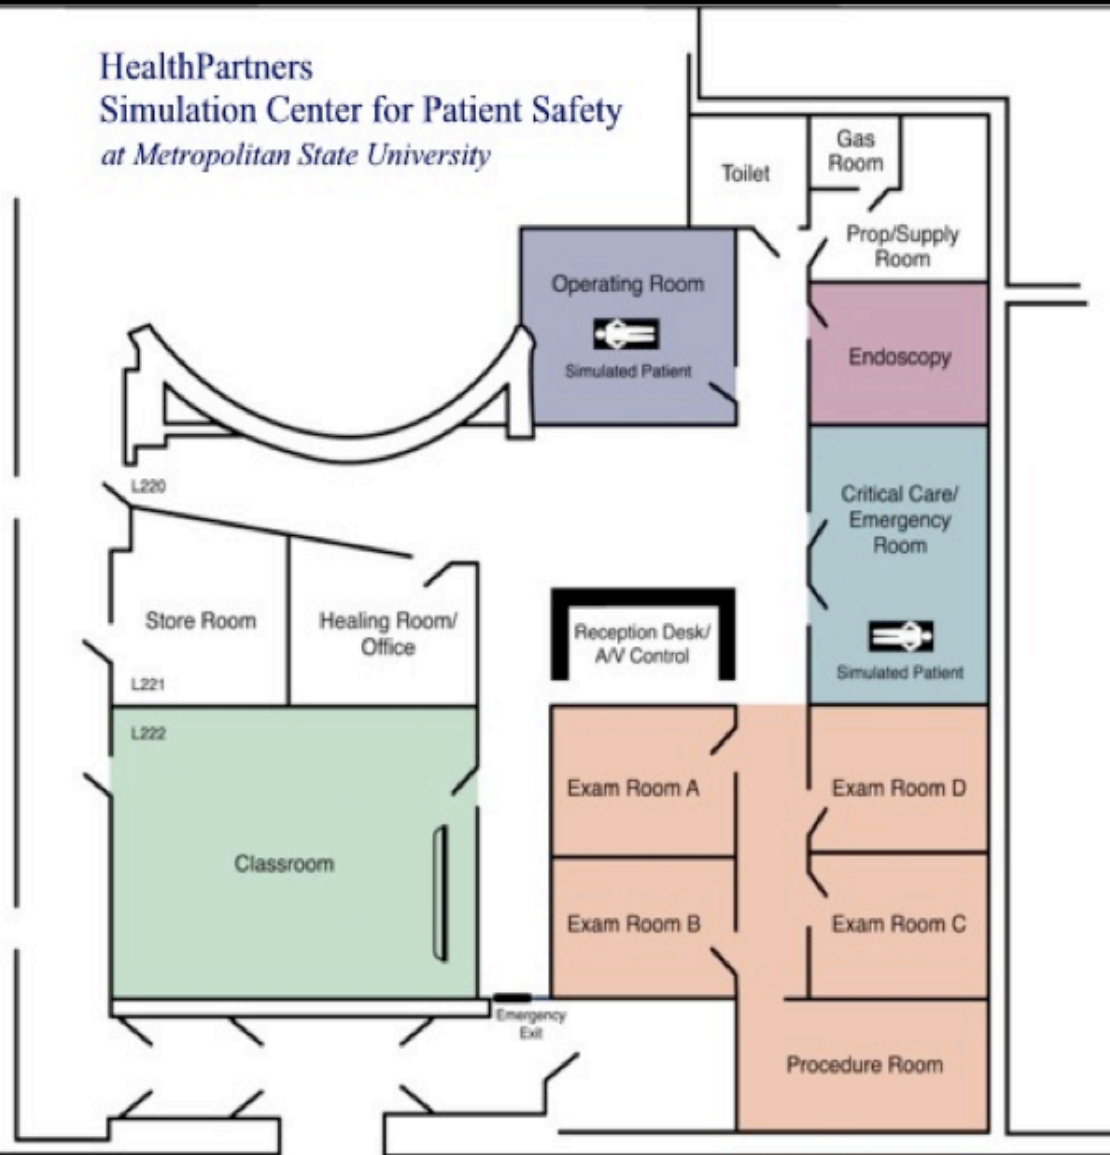 HealthPartners
Simulation Center for Patient Safety
at Metropolitan State University
Gas
Room
Toilet
Prop/Supply
Room
Operating Room
Simulated Patient
Endoscopy
L220
Critical Care/
Emergency
Room
Simulated Patient
Store Room
Healing Room/
Office
Reception Desk/
A/V Control
L221
L222
Exam Room A
Exam Room D
Classroom
Exam Room B
Exam Room C
Emergency
Exit
Procedure Room